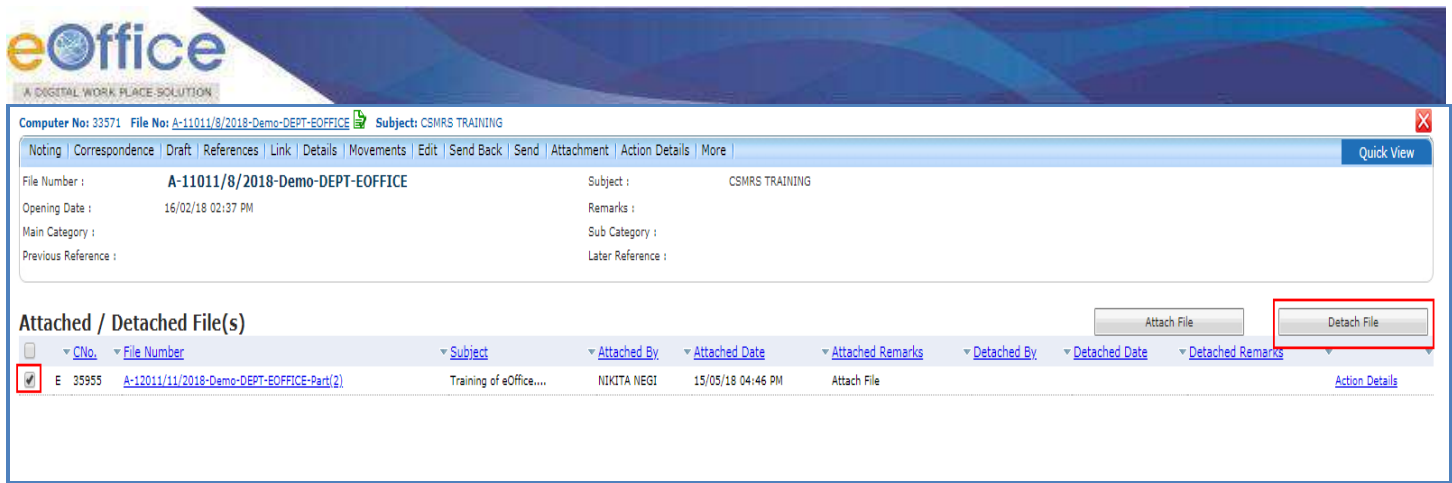 eOffice
A DIGITAL WORK PLACE SOLUTION
Computer No: 33571 File No: A-11011/8/2018-Demo-DEPT-EOFFICE Subject: CSMRS TRAINING
Noting | Correspondence | Draft | References | Link | Details | Movements | Edit | Send Back | Send | Attachment | Action Details | More | Quick View
File Number : A-11011/8/2018-Demo-DEPT-EOFFICE Subject : CSMRS TRAINING
Opening Date : 16/02/18 02:37 PM Remarks :
Main Category : Sub Category :
Previous Reference : Later Reference :
Attached / Detached File(s) Attach File Detach File
CNo. File Number Subject Attached By Attached Date Attached Remarks Detached By Detached Date Detached Remarks
E 35955 A-12011/11/2018-Demo-DEPT-EOFFICE-Part(2) Training of eOffice.... NIKITA NEGI 15/05/18 04:46 PM Attach File Action Details